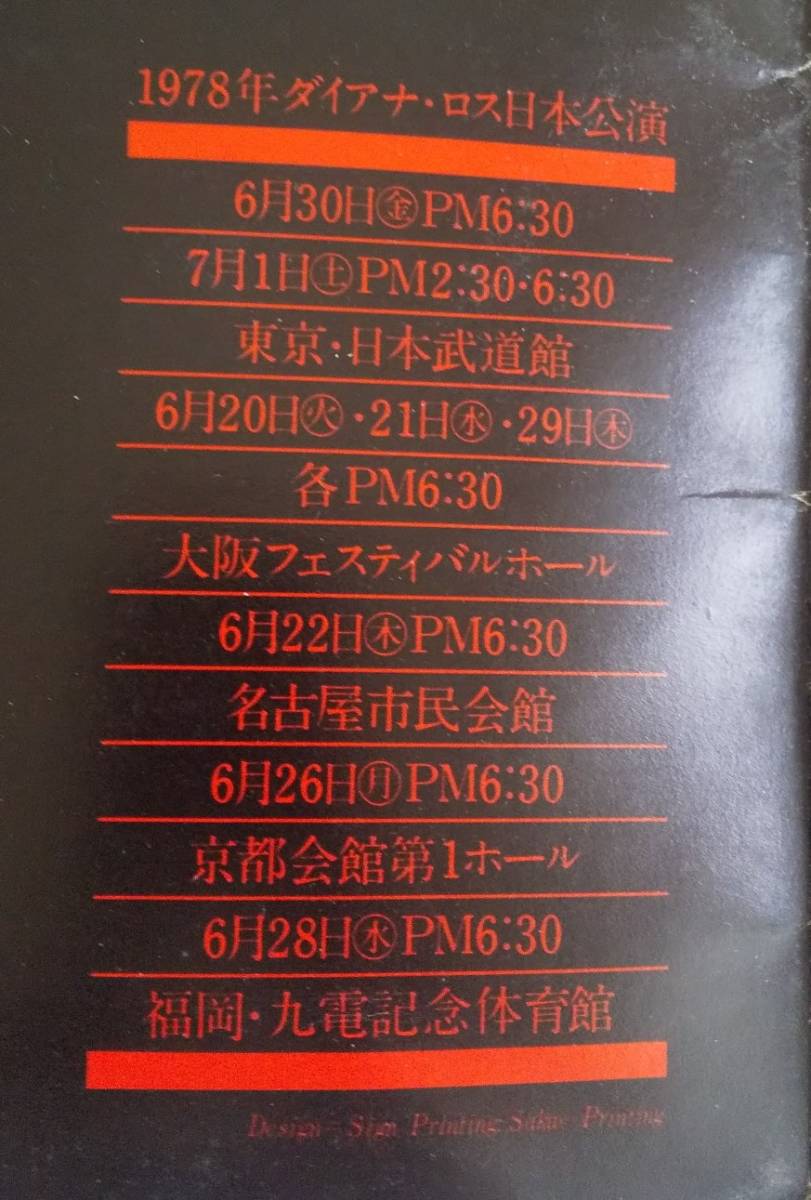 1978年ダイアナ・ロス日本公演
6月30日㊎PM6:30
7月1日㊏PM2:30・6:30
東京・日本武道館
6月20日㊋・21日㊌・29日㊍
各PM6:30
大阪フェスティバルホール
6月22日㊍PM6:30
名古屋市民会館
6月26日㊊PM6:30
京都会館第1ホール
6月28日㊌PM6:30
福岡・九電記念体育館
Design=Sign Printing=Sakae Printing